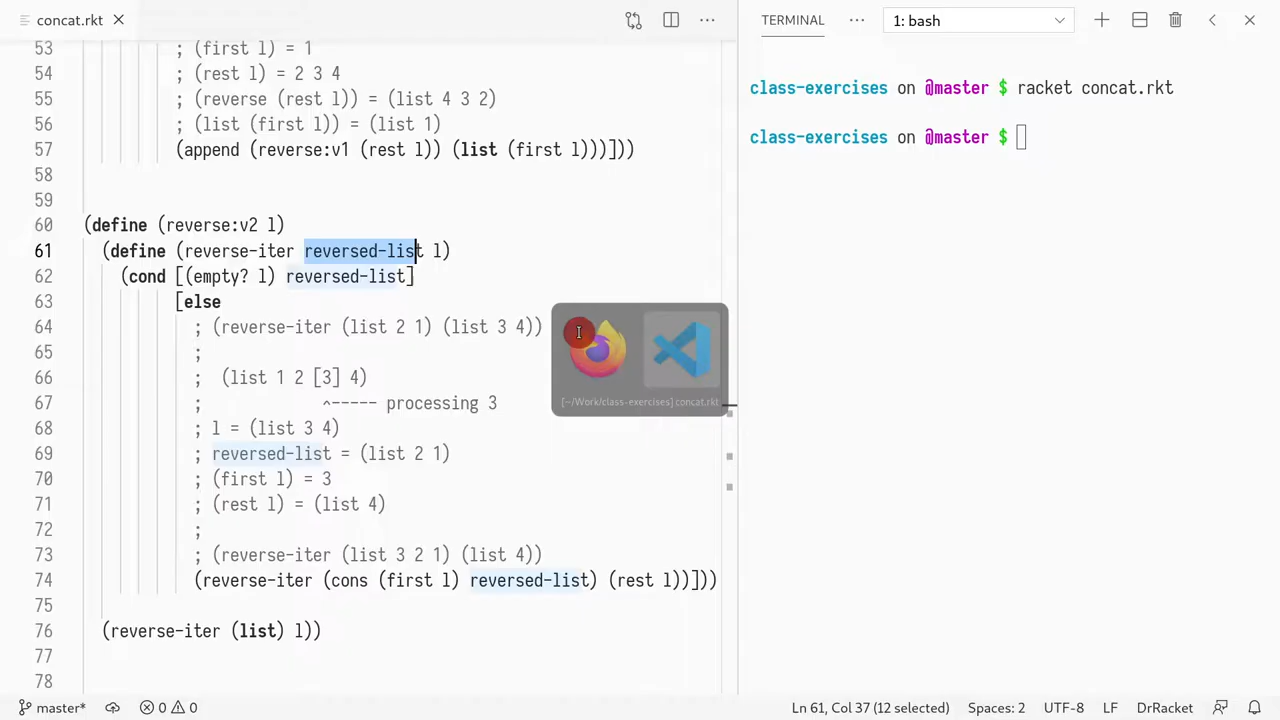 concat.rkt
TERMINAL
1: bash
53 ; (first l) = 1
54 ; (rest l) = 2 3 4
55 ; (reverse (rest l)) = (list 4 3 2)
56 ; (list (first l)) = (list 1)
57 (append (reverse:v1 (rest l)) (list (first l)))]))
58
59
60 (define (reverse:v2 l)
61 (define (reverse-iter reversed-list l)
62 (cond [(empty? l) reversed-list]
63 [else
64 ; (reverse-iter (list 2 1) (list 3 4))
65 ;
66 ; (list 1 2 [3] 4)
67 ; ^----- processing 3
68 ; l = (list 3 4)
69 ; reversed-list = (list 2 1)
70 ; (first l) = 3
71 ; (rest l) = (list 4)
72 ;
73 ; (reverse-iter (list 3 2 1) (list 4))
74 (reverse-iter (cons (first l) reversed-list) (rest l))]))
75
76 (reverse-iter (list) l))
77
78
class-exercises on @master $ racket concat.rkt
class-exercises on @master $
[~/Work/class-exercises] concat.rkt
master* 0 0 Ln 61, Col 37 (12 selected) Spaces: 2 UTF-8 LF DrRacket